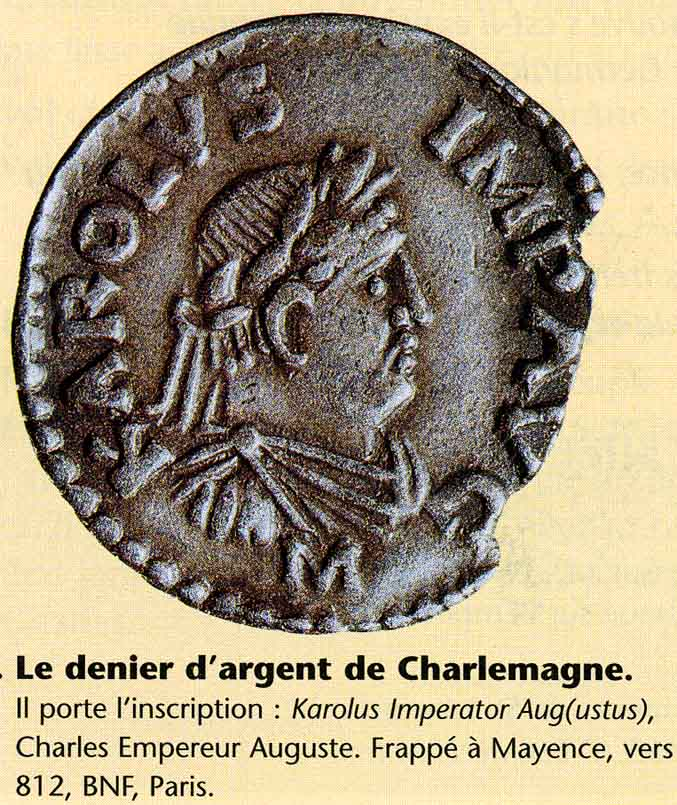 KAROLVS IMP AVG
M
. Le denier d'argent de Charlemagne.
Il porte l'inscription : Karolus Imperator Aug(ustus),
Charles Empereur Auguste. Frappé à Mayence, vers
812, BNF, Paris.